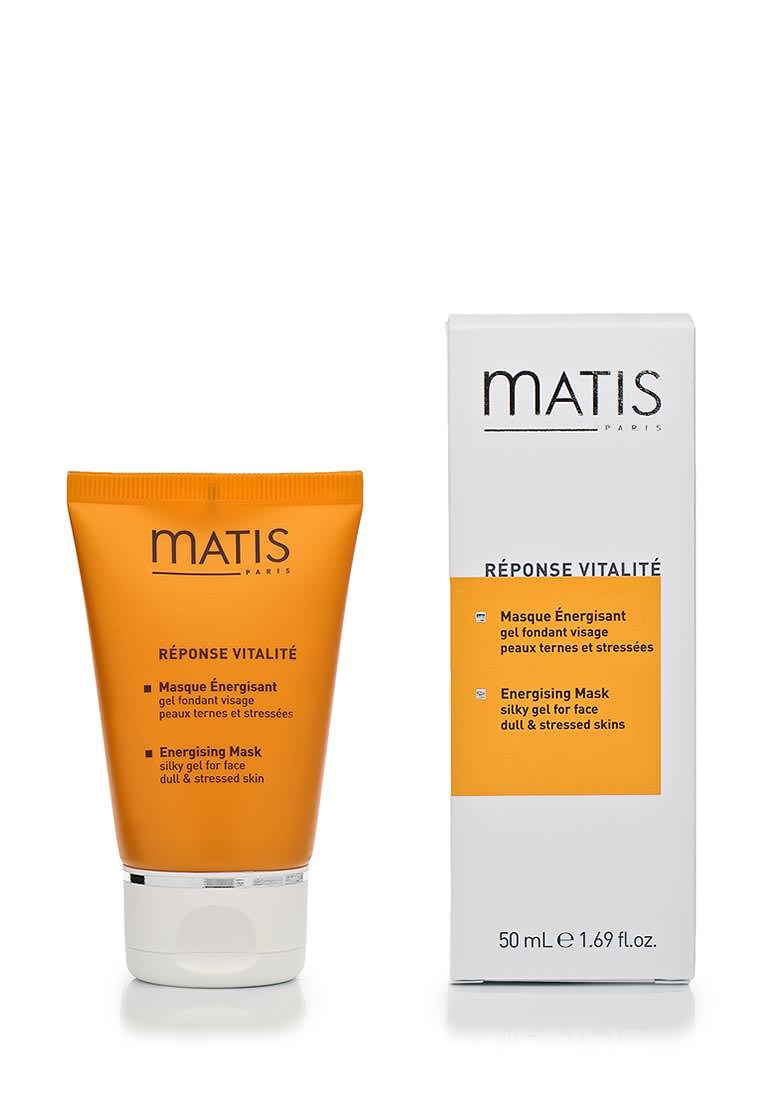 MATIS
PARIS
RÉPONSE VITALITÉ
Masque Énergisant
gel fondant visage
peaux ternes et stressées
Energising Mask
silky gel for face
dull & stressed skin
MATIS
PARIS
RÉPONSE VITALITÉ
Masque Énergisant
gel fondant visage
peaux ternes et stressées
Energising Mask
silky gel for face
dull & stressed skins
50 mL ℮ 1.69 fl.oz.